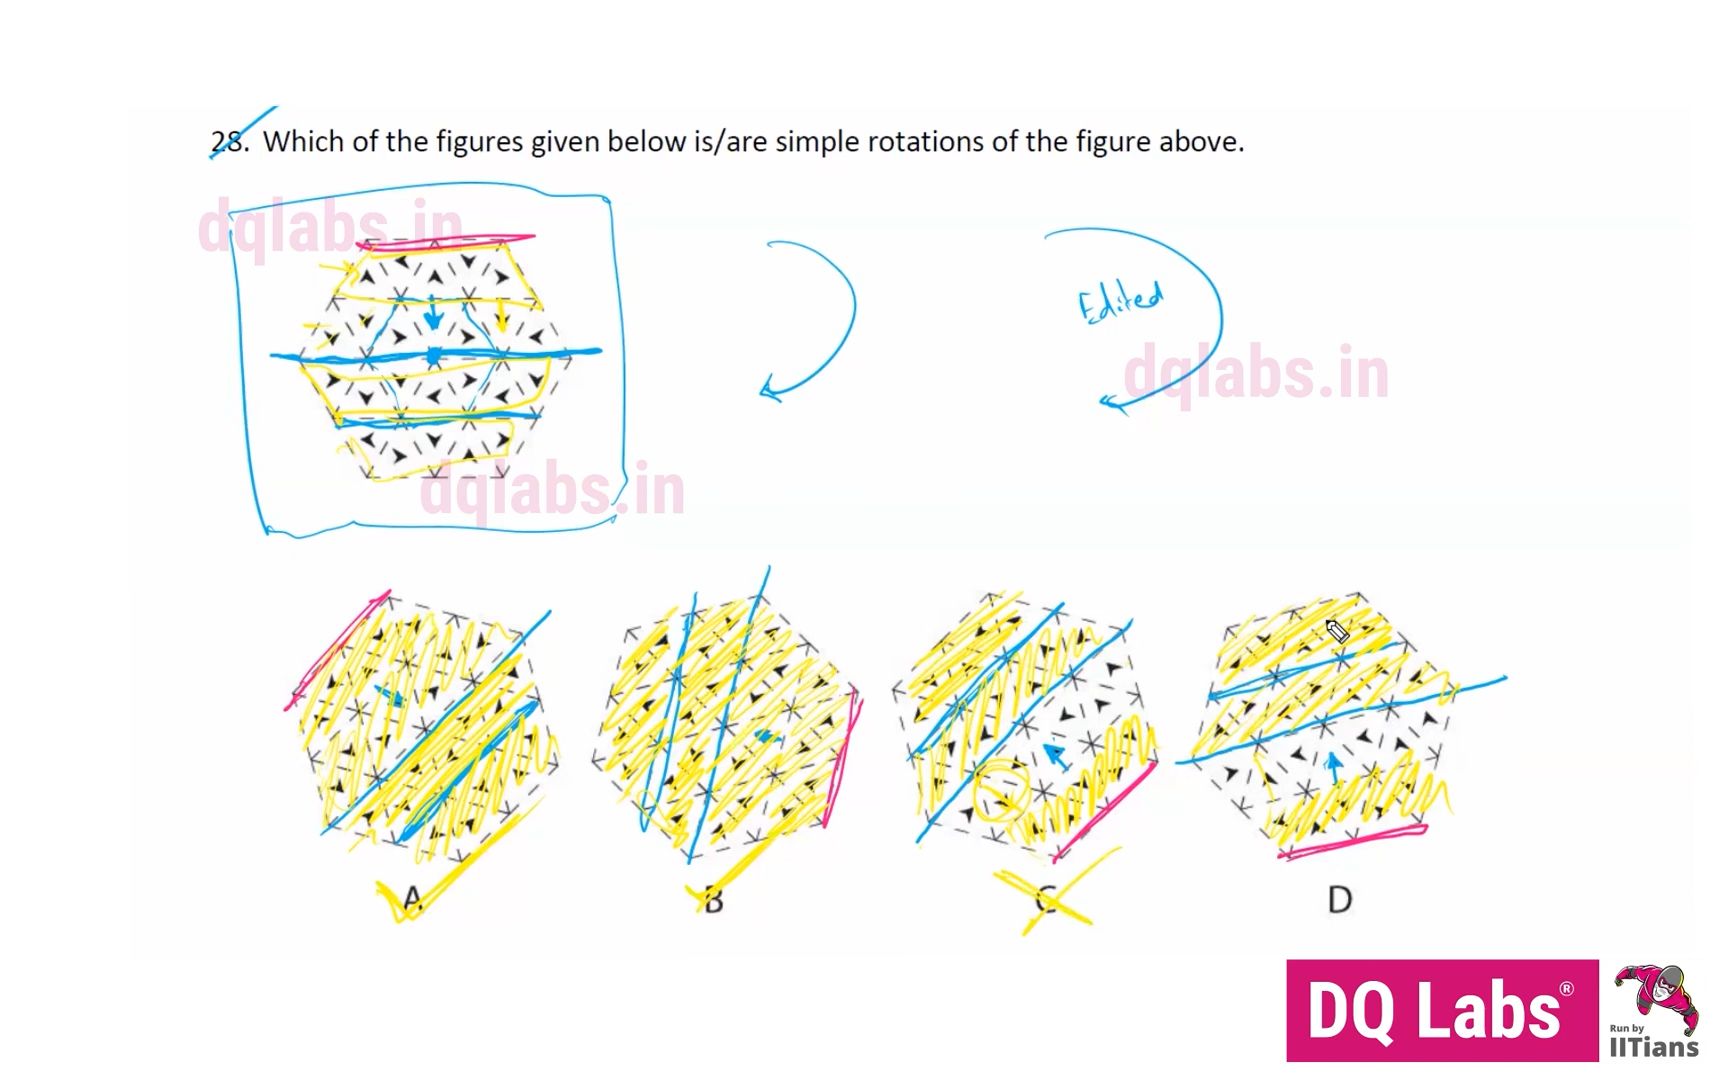 28. Which of the figures given below is/are simple rotations of the figure above.
dqlabs.in
Edited
dqlabs.in
dqlabs.in
A
B
C
D
DQ Labs®
Run by
IITians